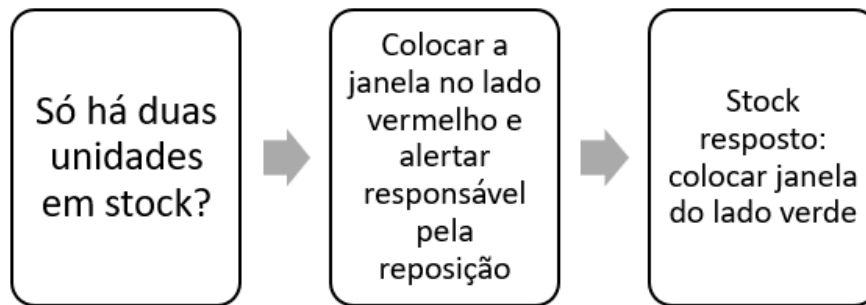 Só há duas
unidades
em stock?
Colocar a
janela no lado
vermelho e
alertar
responsável
pela
reposição
Stock
resposto:
colocar janela
do lado verde